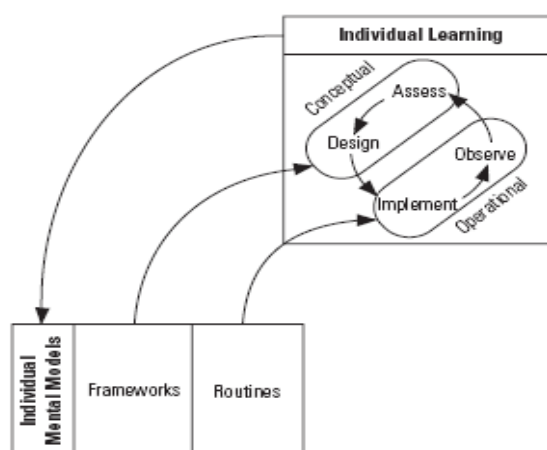 Individual Learning
Conceptual
Assess
Design
Observe
Implement
Operational
Individual
Mental Models
Frameworks
Routines